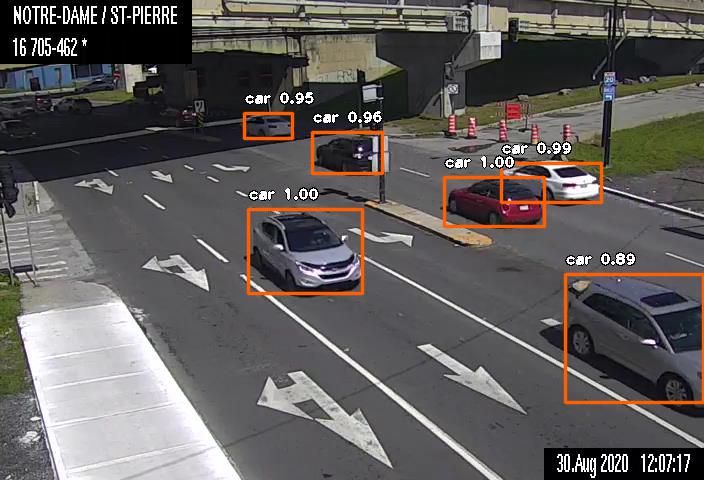 NOTRE-DAME / ST-PIERRE
16 705-462 *
car 0.95
car 0.96
car 0.99
car 1.00
car 1.00
car 0.89
30.Aug 2020 12:07:17